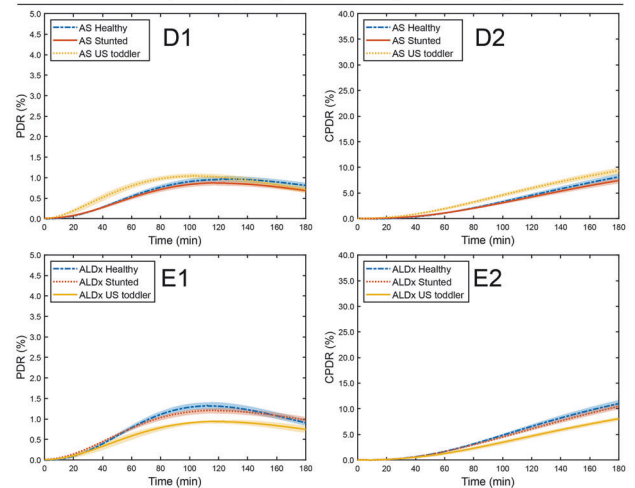 D1
AS Healthy
AS Stunted
AS US toddler
5.0
4.5
4.0
3.5
3.0
2.5
2.0
1.5
1.0
0.5
0.0
PDR (%)
0 20 40 60 80 100 120 140 160 180
Time (min)
D2
AS Healthy
AS Stunted
AS US toddler
40.0
35.0
30.0
25.0
20.0
15.0
10.0
5.0
0.0
CPDR (%)
0 20 40 60 80 100 120 140 160 180
Time (min)
E1
ALDx Healthy
ALDx Stunted
ALDx US toddler
5.0
4.5
4.0
3.5
3.0
2.5
2.0
1.5
1.0
0.5
0.0
PDR (%)
0 20 40 60 80 100 120 140 160 180
Time (min)
E2
ALDx Healthy
ALDx Stunted
ALDx US toddler
40.0
35.0
30.0
25.0
20.0
15.0
10.0
5.0
0.0
CPDR (%)
0 20 40 60 80 100 120 140 160 180
Time (min)